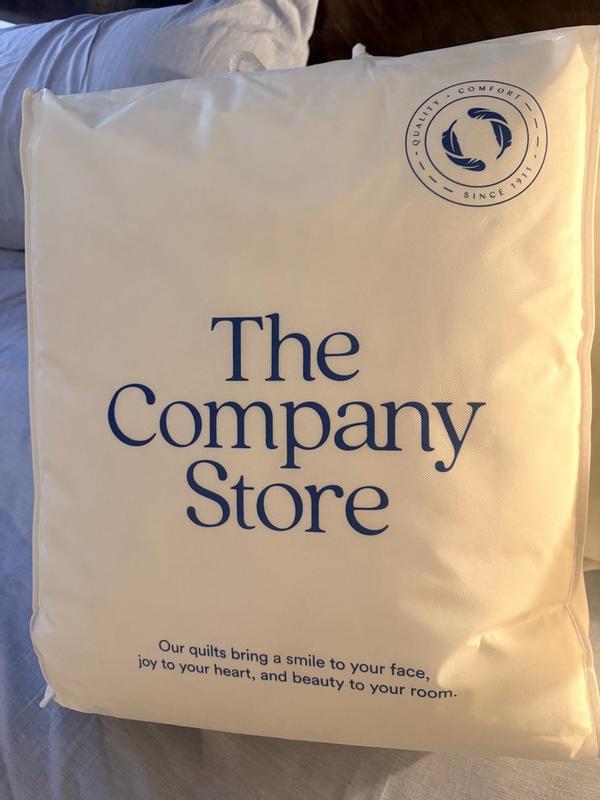 QUALITY • COMFORT
SINCE 1911
The
Company
Store
Our quilts bring a smile to your face,
joy to your heart, and beauty to your room.